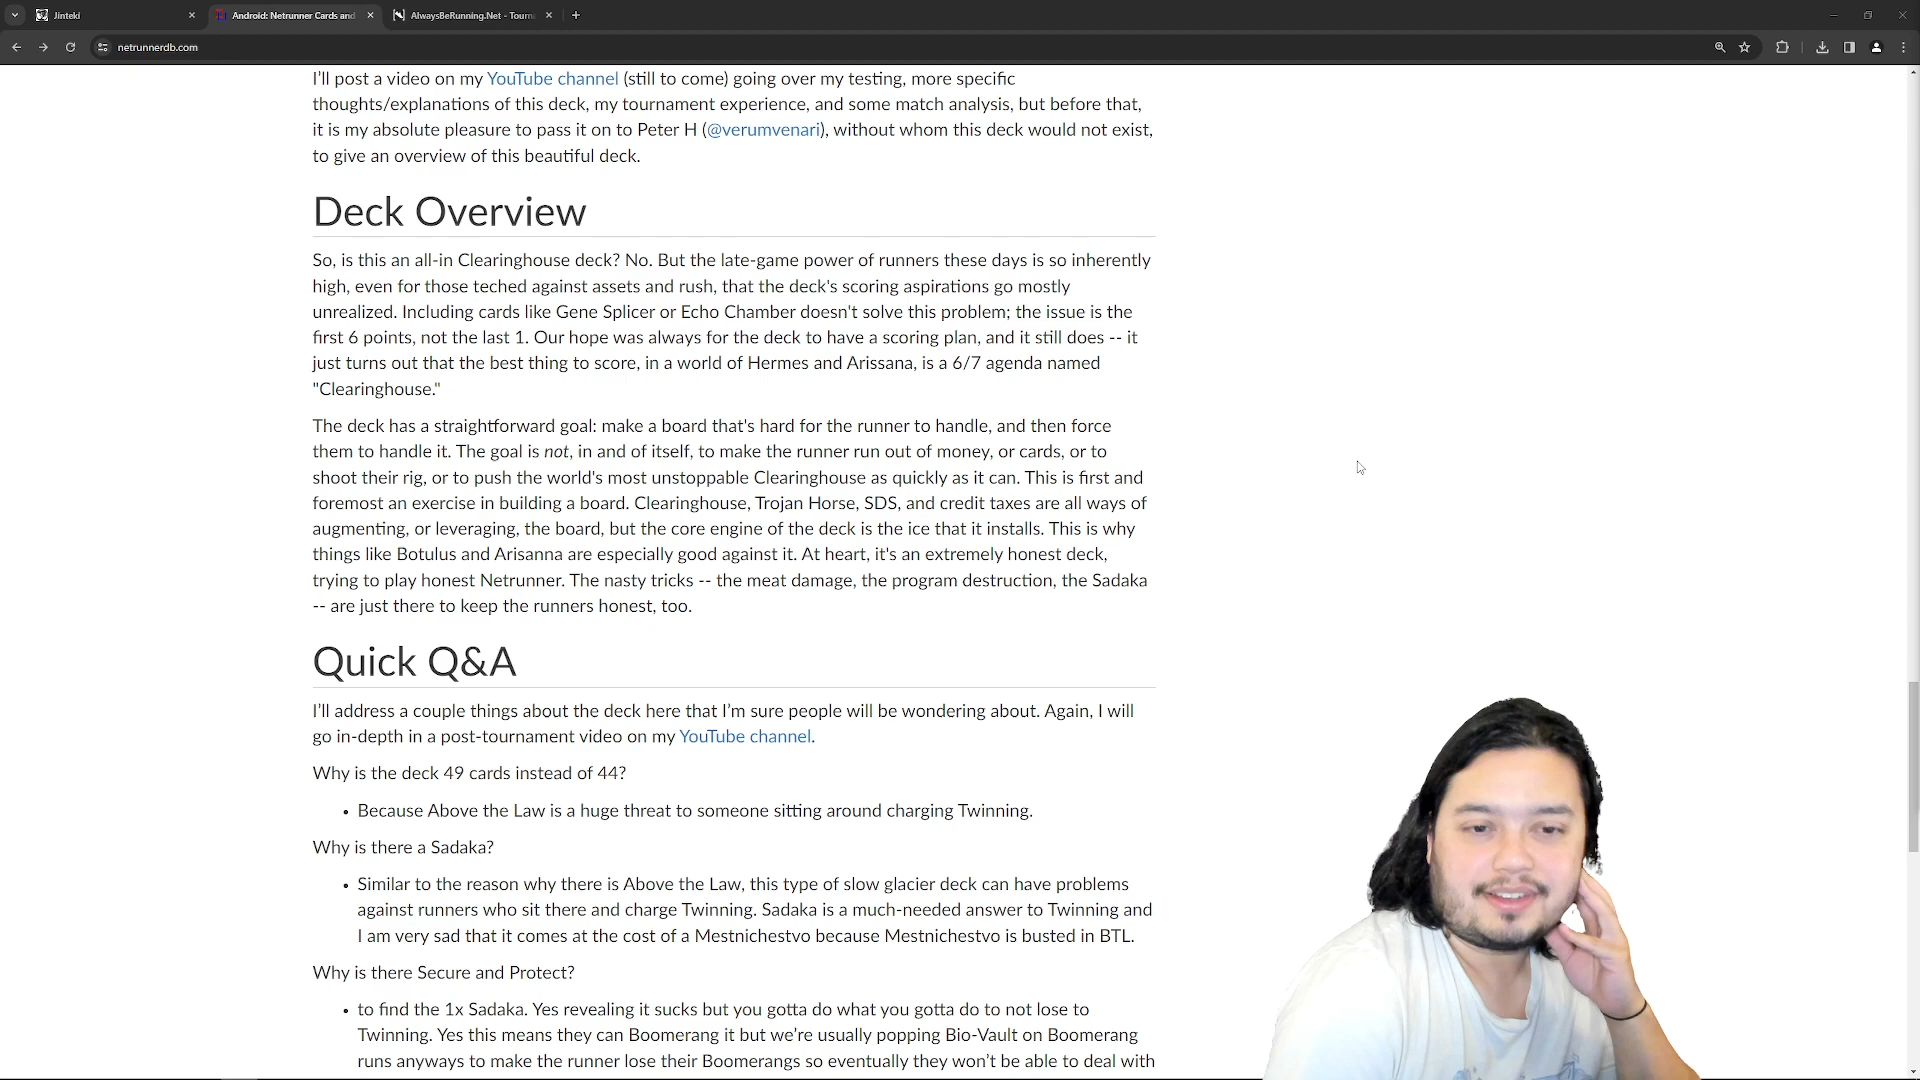 Jinteki
Android: Netrunner Cards and
AlwaysBeRunning.Net - Tourn
netrunnerdb.com
I'll post a video on my YouTube channel (still to come) going over my testing, more specific
thoughts/explanations of this deck, my tournament experience, and some match analysis, but before that,
it is my absolute pleasure to pass it on to Peter H (@verumvenari), without whom this deck would not exist,
to give an overview of this beautiful deck.
Deck Overview
So, is this an all-in Clearinghouse deck? No. But the late-game power of runners these days is so inherently
high, even for those teched against assets and rush, that the deck's scoring aspirations go mostly
unrealized. Including cards like Gene Splicer or Echo Chamber doesn't solve this problem; the issue is the
first 6 points, not the last 1. Our hope was always for the deck to have a scoring plan, and it still does -- it
just turns out that the best thing to score, in a world of Hermes and Arissana, is a 6/7 agenda named
"Clearinghouse."
The deck has a straightforward goal: make a board that's hard for the runner to handle, and then force
them to handle it. The goal is not, in and of itself, to make the runner run out of money, or cards, or to
shoot their rig, or to push the world's most unstoppable Clearinghouse as quickly as it can. This is first and
foremost an exercise in building a board. Clearinghouse, Trojan Horse, SDS, and credit taxes are all ways of
augmenting, or leveraging, the board, but the core engine of the deck is the ice that it installs. This is why
things like Botulus and Arisanna are especially good against it. At heart, it's an extremely honest deck,
trying to play honest Netrunner. The nasty tricks -- the meat damage, the program destruction, the Sadaka
-- are just there to keep the runners honest, too.
Quick Q&A
I'll address a couple things about the deck here that I'm sure people will be wondering about. Again, I will
go in-depth in a post-tournament video on my YouTube channel.
Why is the deck 49 cards instead of 44?
• Because Above the Law is a huge threat to someone sitting around charging Twinning.
Why is there a Sadaka?
• Similar to the reason why there is Above the Law, this type of slow glacier deck can have problems
against runners who sit there and charge Twinning. Sadaka is a much-needed answer to Twinning and
I am very sad that it comes at the cost of a Mestnichestvo because Mestnichestvo is busted in BTL.
Why is there Secure and Protect?
• to find the 1x Sadaka. Yes revealing it sucks but you gotta do what you gotta do to not lose to
Twinning. Yes this means they can Boomerang it but we're usually popping Bio-Vault on Boomerang
runs anyways to make the runner lose their Boomerangs so eventually they won't be able to deal with